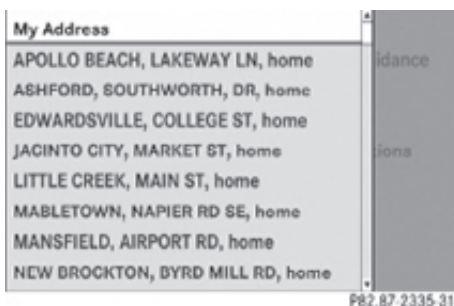 My Address
APOLLO BEACH, LAKEWAY LN, home
idance
ASHFORD, SOUTHWORTH, DR, home
EDWARDSVILLE, COLLEGE ST, home
JACINTO CITY, MARKET ST, home
ions
LITTLE CREEK, MAIN ST, home
MABLETOWN, NAPIER RD SE, home
MANSFIELD, AIRPORT RD, home
NEW BROCKTON, BYRD MILL RD, home
P82.87-2335-31